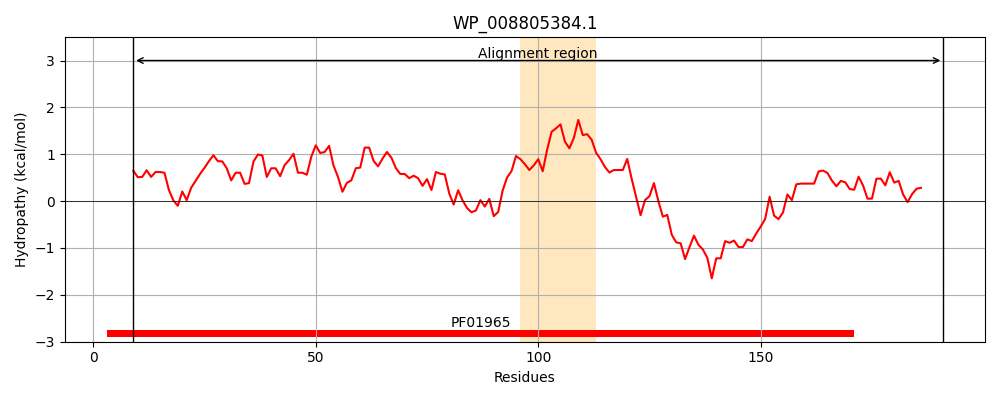 WP_008805384.1
Alignment region
PF01965
3
2
1
0
−1
−2
−3
Hydropathy (kcal/mol)
0
50
100
150
Residues